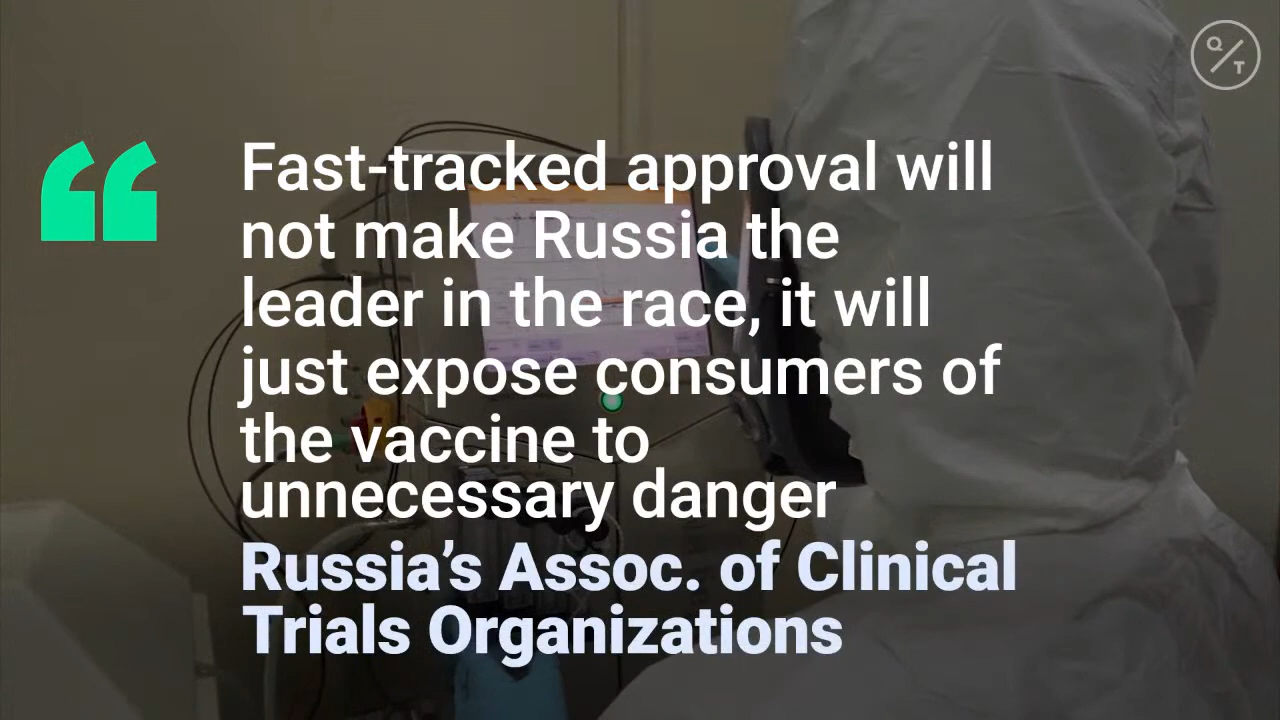 Q
T
“
Fast-tracked approval will
not make Russia the
leader in the race, it will
just expose consumers of
the vaccine to
unnecessary danger
Russia’s Assoc. of Clinical
Trials Organizations